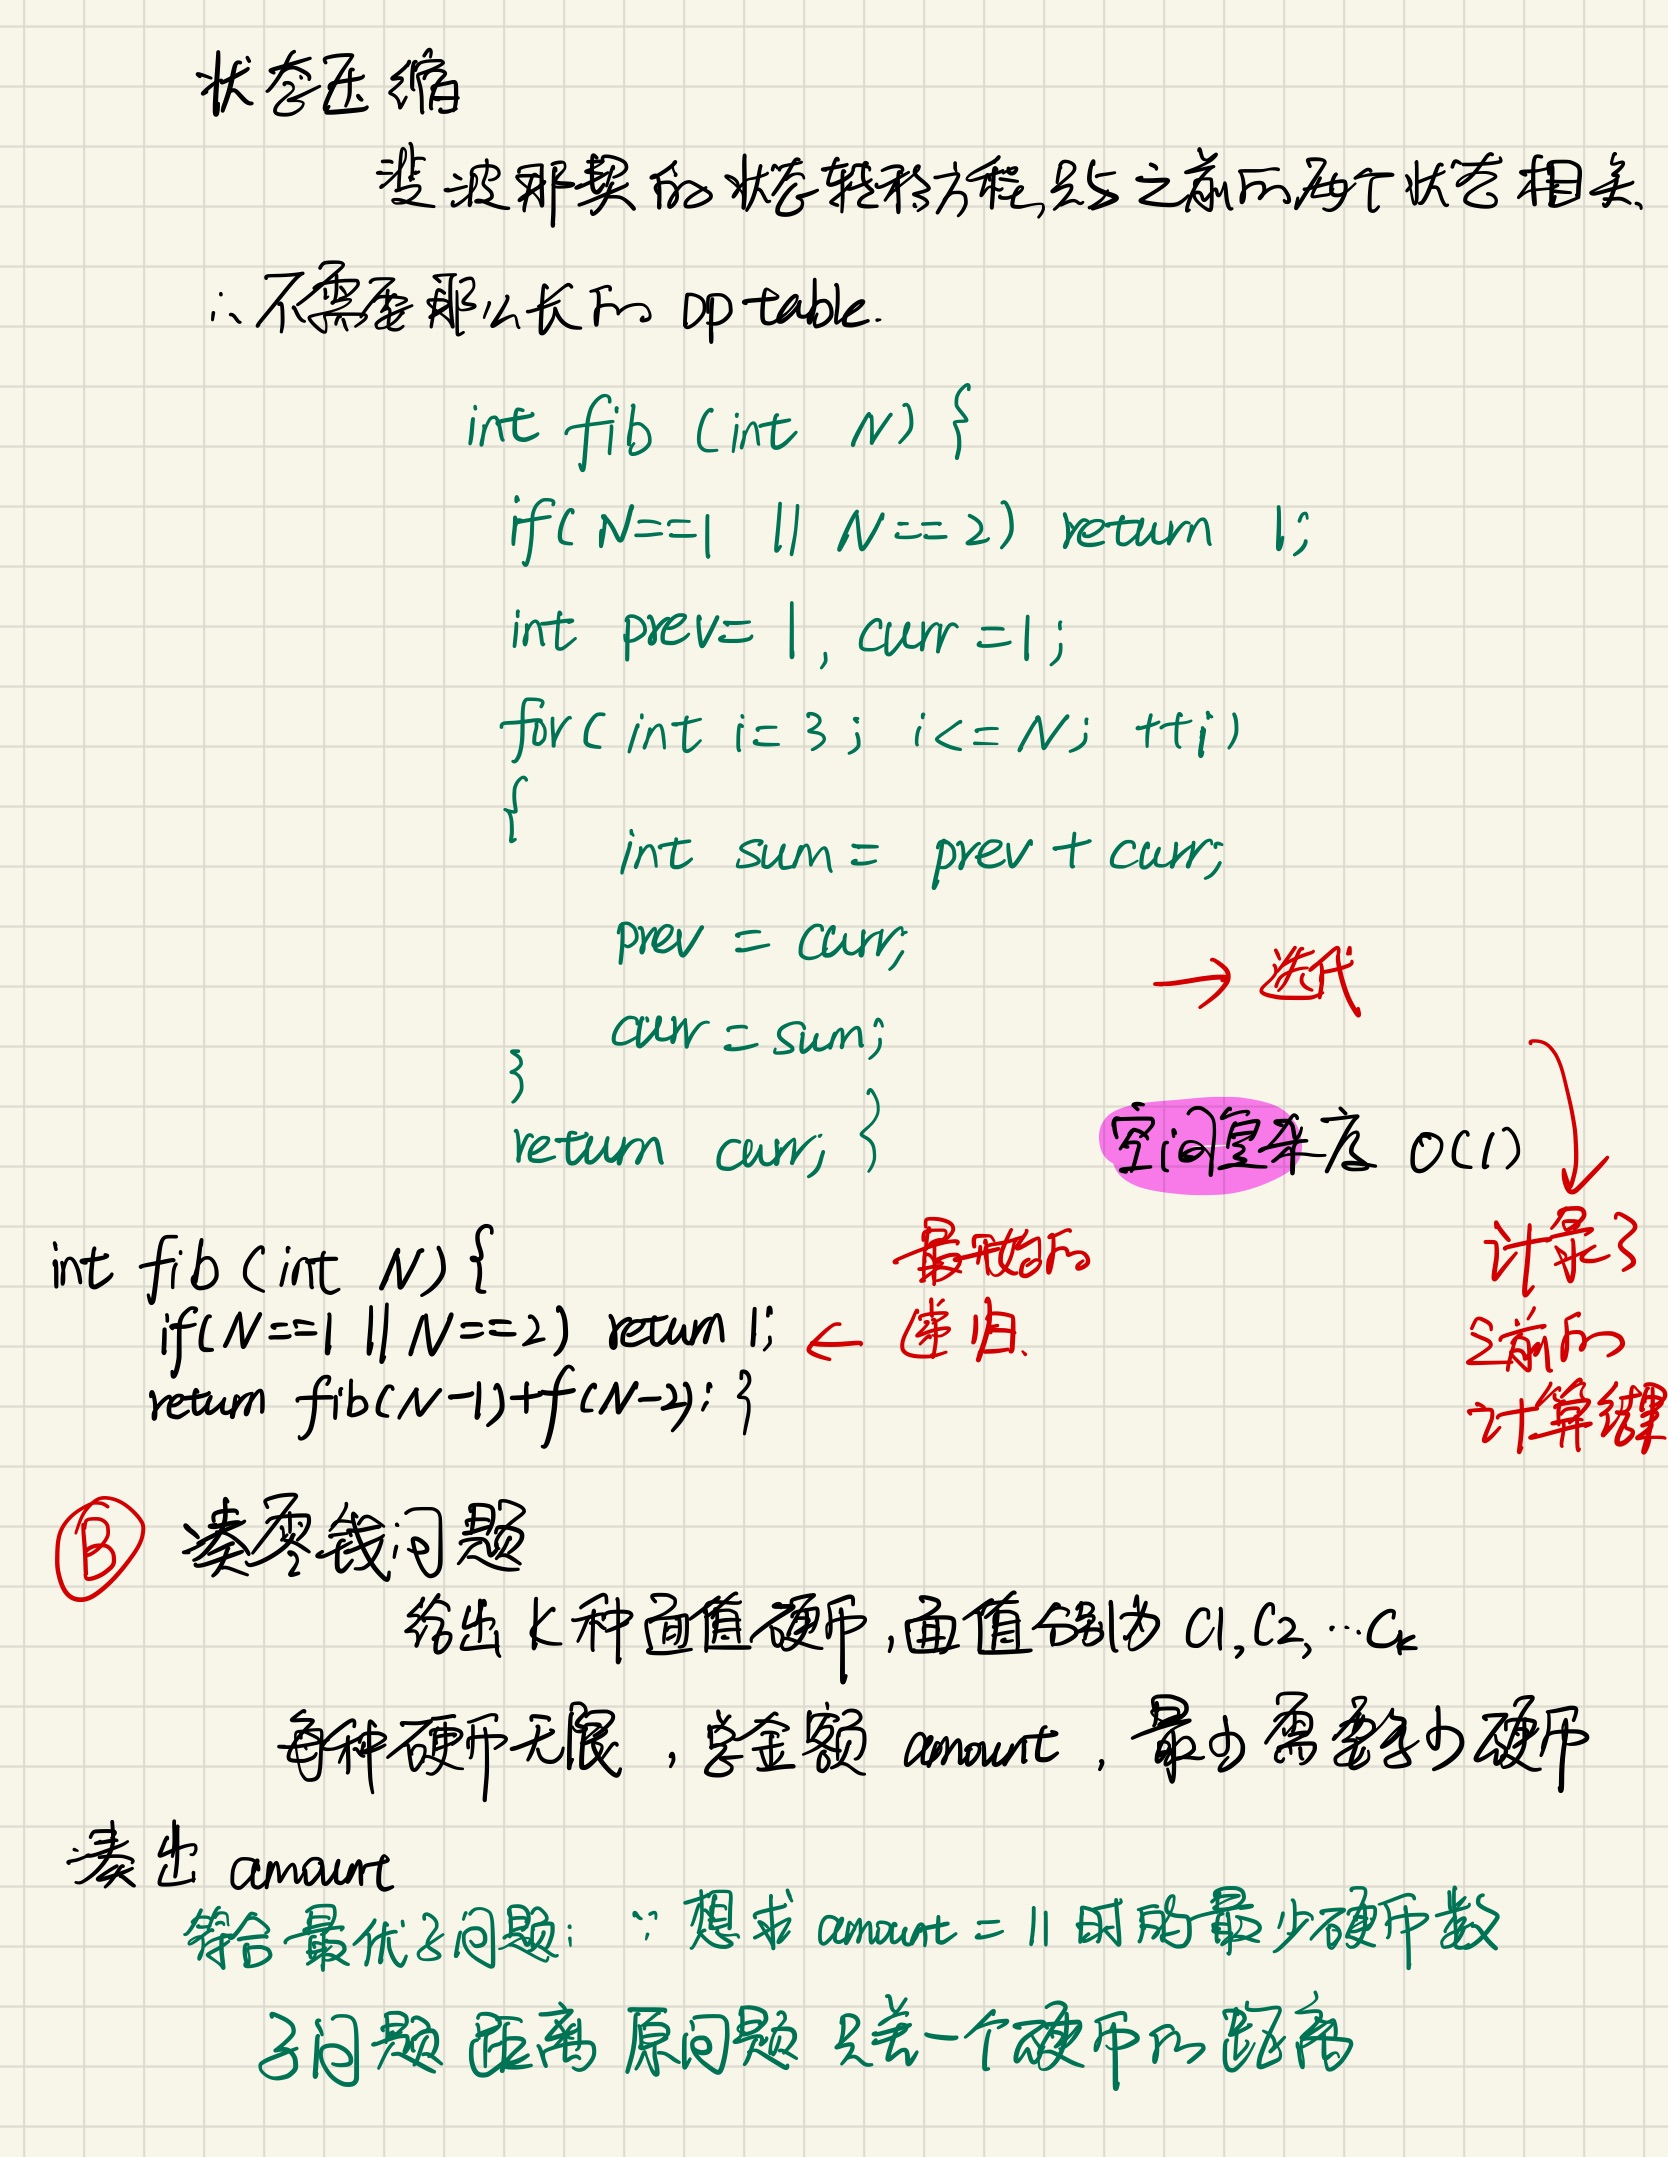 状态压缩
斐波那契的状态转移方程,只与之前的两个状态相关、
∴不需要那么长的 DP table.
int fib (int N) {
if( N==1 || N==2) return 1;
int prev= 1, curr =1;
for( int i= 3; i<= N; ++i)
{
int sum= prev + curr;
prev = curr;
→ 迭代
curr = sum;
}
return curr; }
空间复杂度 O(1)
int fib (int N) {
if(N==1 || N==2) return 1;
return fib(N-1)+f(N-2); }
← 最开始的
递归.
计录了
之前的
计算结果
Ⓑ 凑零钱问题
给出 K 种面值硬币,面值分别为 C1, C2, ...Ck
每种硬币无限,总金额 amount,最少需要多少硬币
凑出 amount
符合最优子问题: ∵ 想求 amount = 11 时的最少硬币数
子问题 距离 原问题 只差一个硬币的 距离